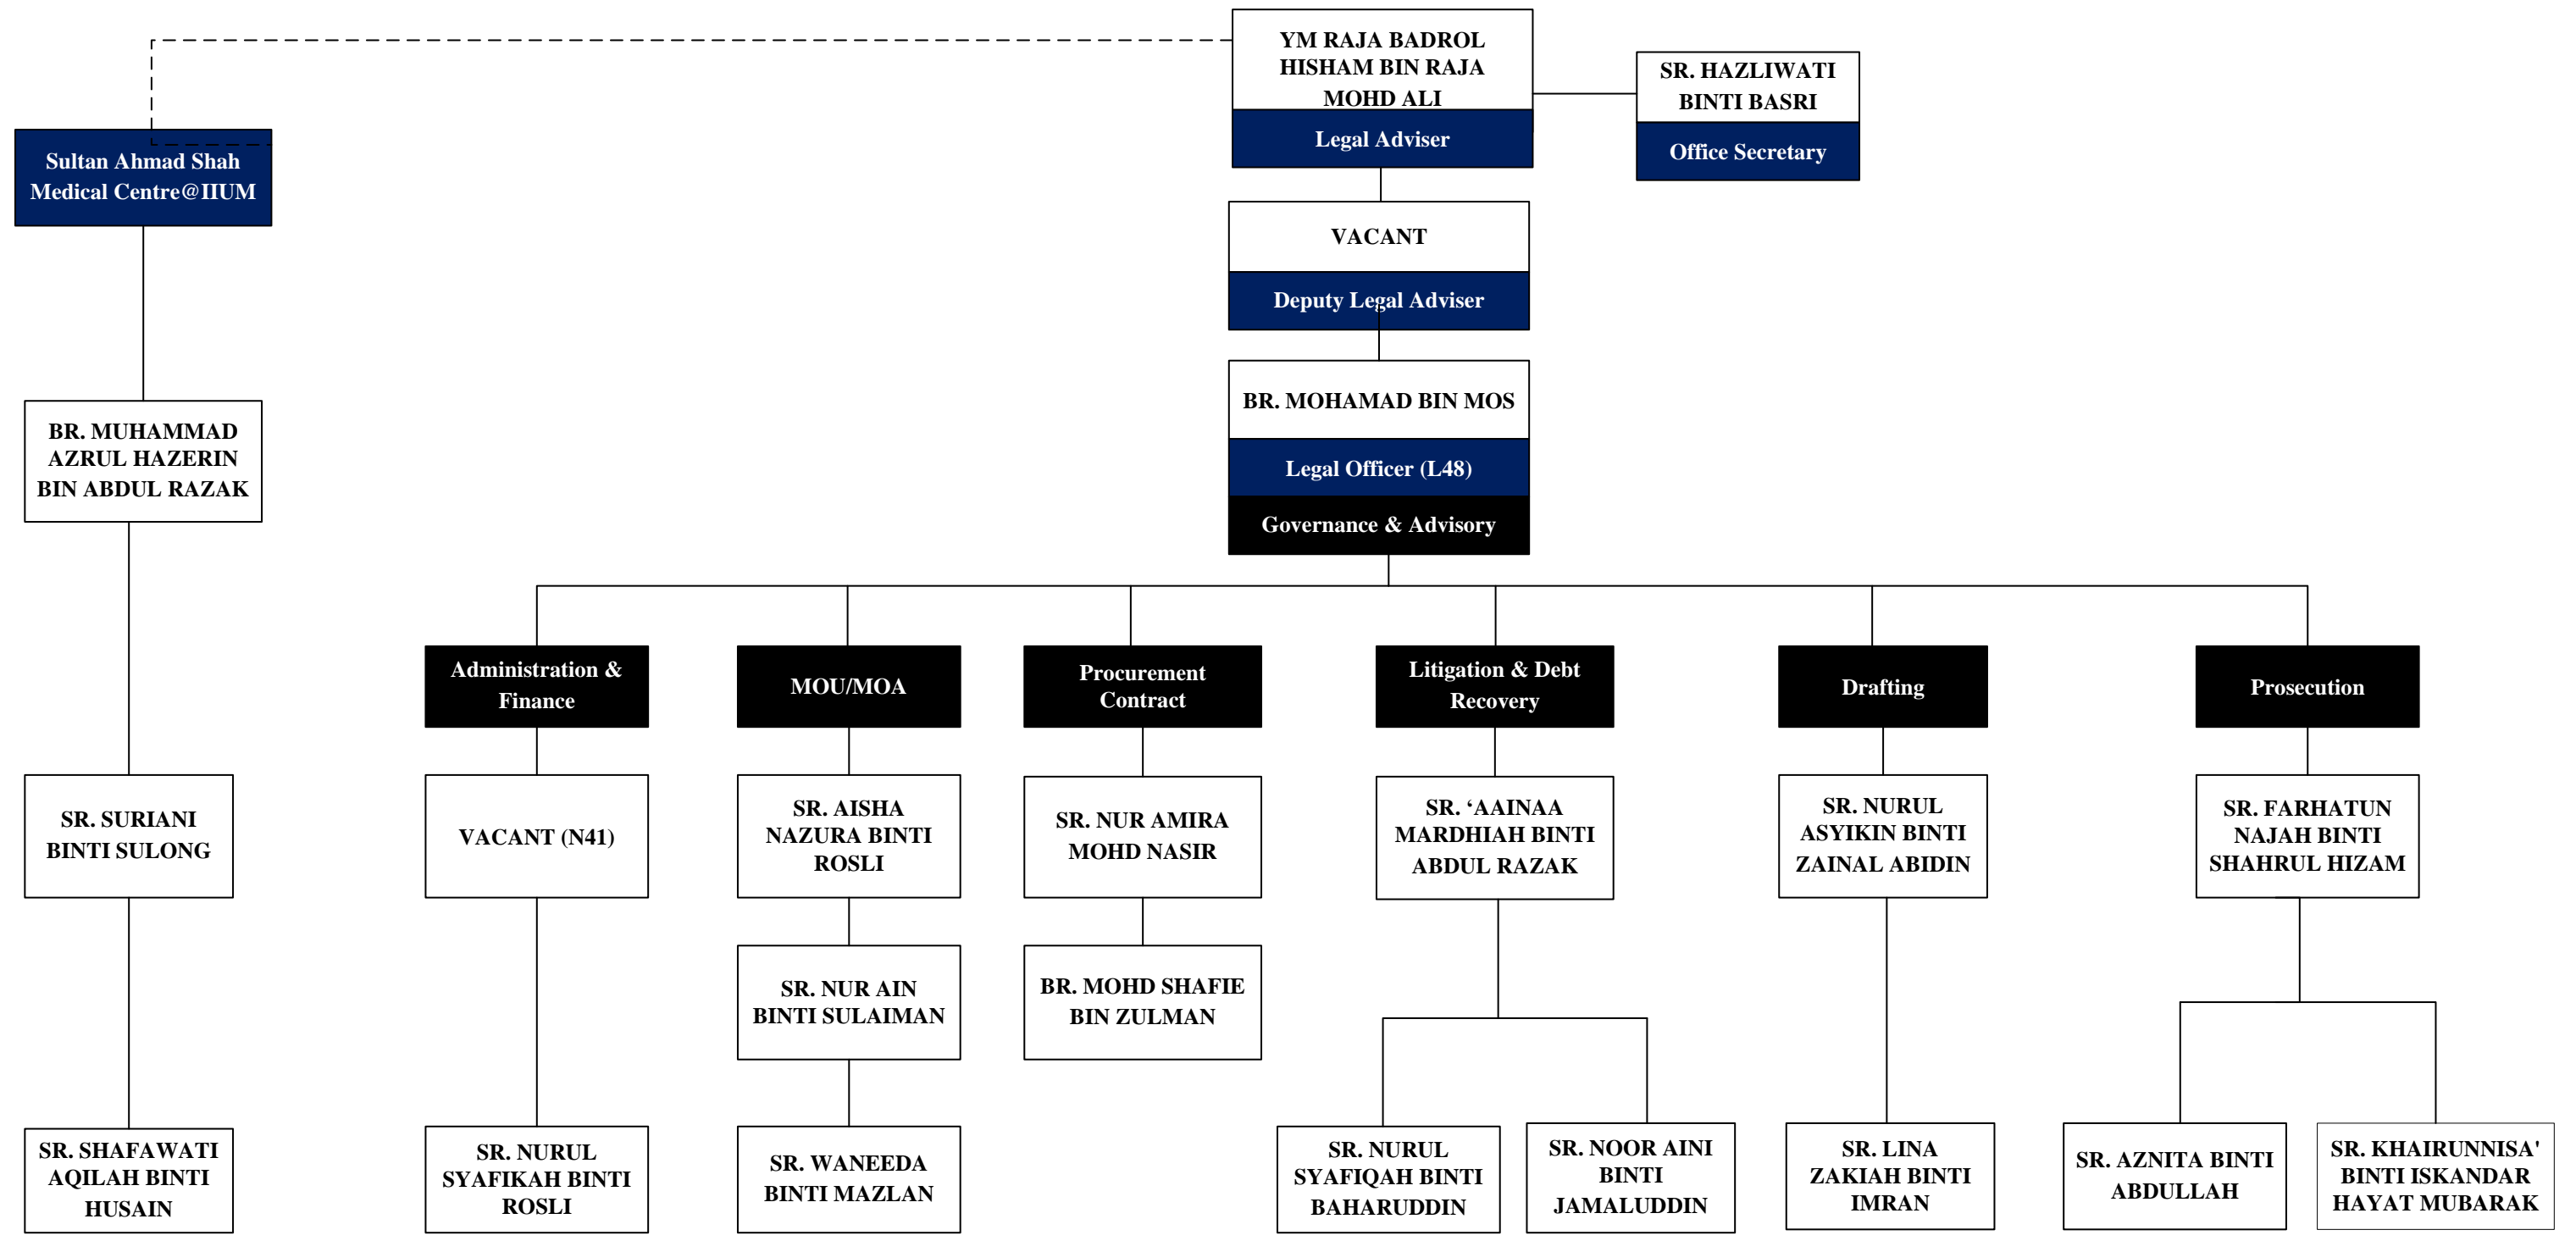 YM RAJA BADROL
HISHAM BIN RAJA
MOHD ALI
Legal Adviser
SR. HAZLIWATI
BINTI BASRI
Office Secretary
Sultan Ahmad Shah
Medical Centre@IIUM
VACANT
Deputy Legal Adviser
BR. MOHAMAD BIN MOS
Legal Officer (L48)
Governance & Advisory
BR. MUHAMMAD
AZRUL HAZERIN
BIN ABDUL RAZAK
SR. SURIANI
BINTI SULONG
SR. SHAFAWATI
AQILAH BINTI
HUSAIN
Administration &
Finance
VACANT (N41)
SR. NURUL
SYAFIKAH BINTI
ROSLI
MOU/MOA
SR. AISHA
NAZURA BINTI
ROSLI
SR. NUR AIN
BINTI SULAIMAN
SR. WANEEDA
BINTI MAZLAN
Procurement
Contract
SR. NUR AMIRA
MOHD NASIR
BR. MOHD SHAFIE
BIN ZULMAN
Litigation & Debt
Recovery
SR. ‘AAINAA
MARDHIAH BINTI
ABDUL RAZAK
SR. NURUL
SYAFIQAH BINTI
BAHARUDDIN
SR. NOOR AINI
BINTI
JAMALUDDIN
Drafting
SR. NURUL
ASYIKIN BINTI
ZAINAL ABIDIN
SR. LINA
ZAKIAH BINTI
IMRAN
Prosecution
SR. FARHATUN
NAJAH BINTI
SHAHRUL HIZAM
SR. AZNITA BINTI
ABDULLAH
SR. KHAIRUNNISA'
BINTI ISKANDAR
HAYAT MUBARAK